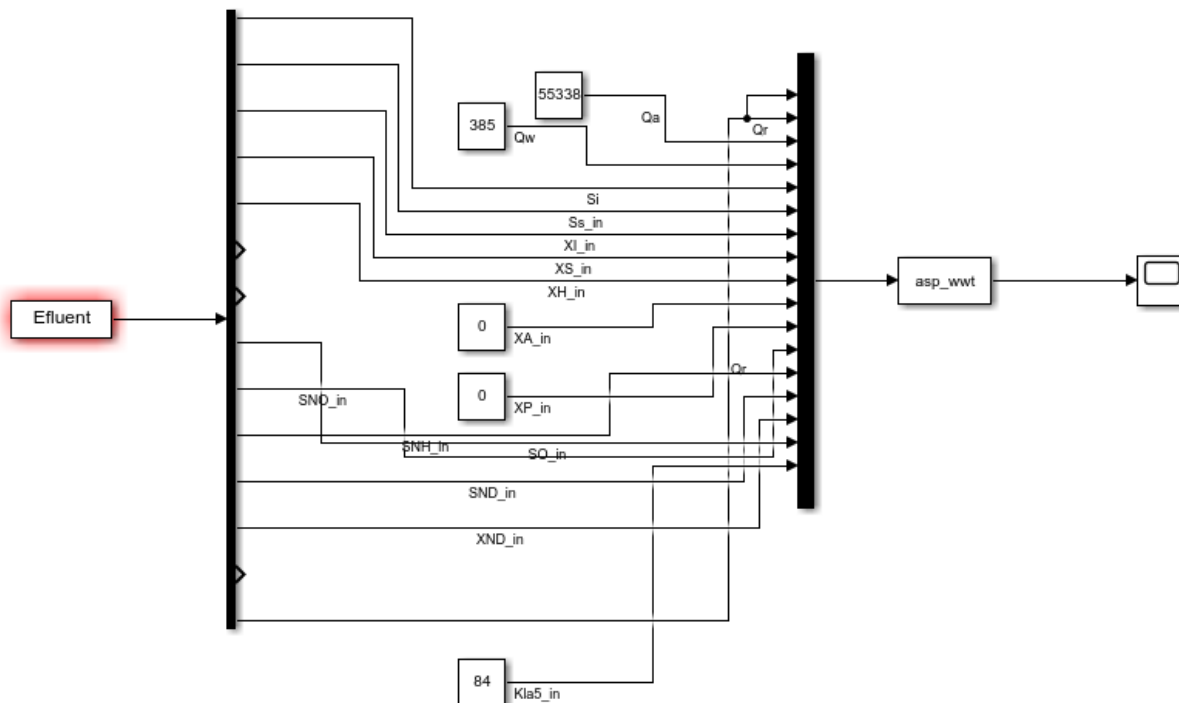 55338
385
Qa
Qr
Qw
Si
Ss_in
XI_in
XS_in
XH_in
Efluent
asp_wwt
0
XA_in
Qr
0
XP_in
SNO_in
SNH_in
SO_in
SND_in
XND_in
84
Kla5_in